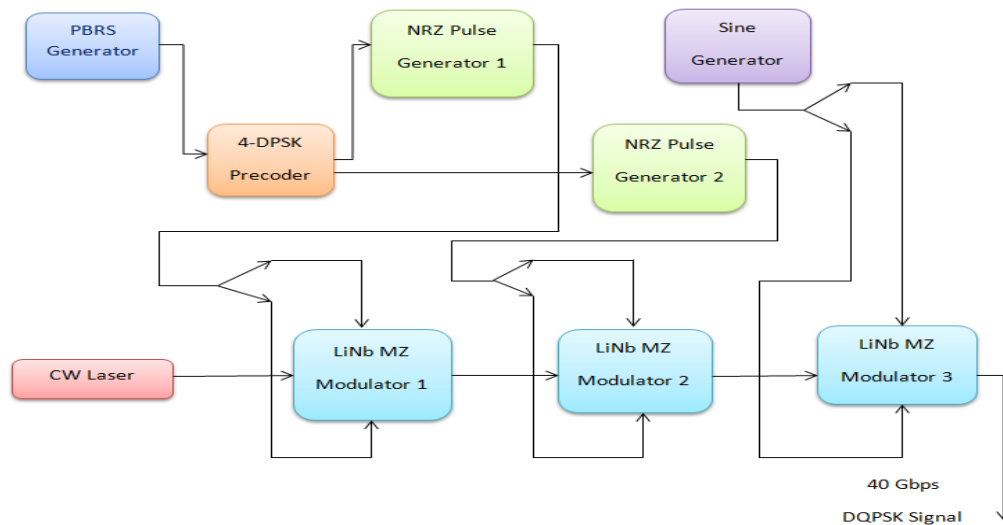 PBRS
Generator
NRZ Pulse
Generator 1
Sine
Generator
4-DPSK
Precoder
NRZ Pulse
Generator 2
CW Laser
LiNb MZ
Modulator 1
LiNb MZ
Modulator 2
LiNb MZ
Modulator 3
40 Gbps
DQPSK Signal